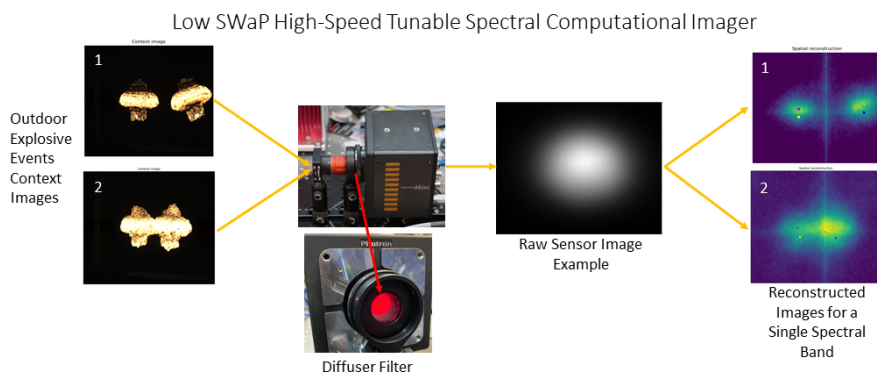 Low SWaP High-Speed Tunable Spectral Computational Imager
Context image
1
Outdoor
Explosive
Events
Context
Images
Context image
2
Mini
Photron
Diffuser Filter
Raw Sensor Image
Example
Spatial reconstruction
1
Spatial reconstruction
2
Reconstructed
Images for a
Single Spectral
Band